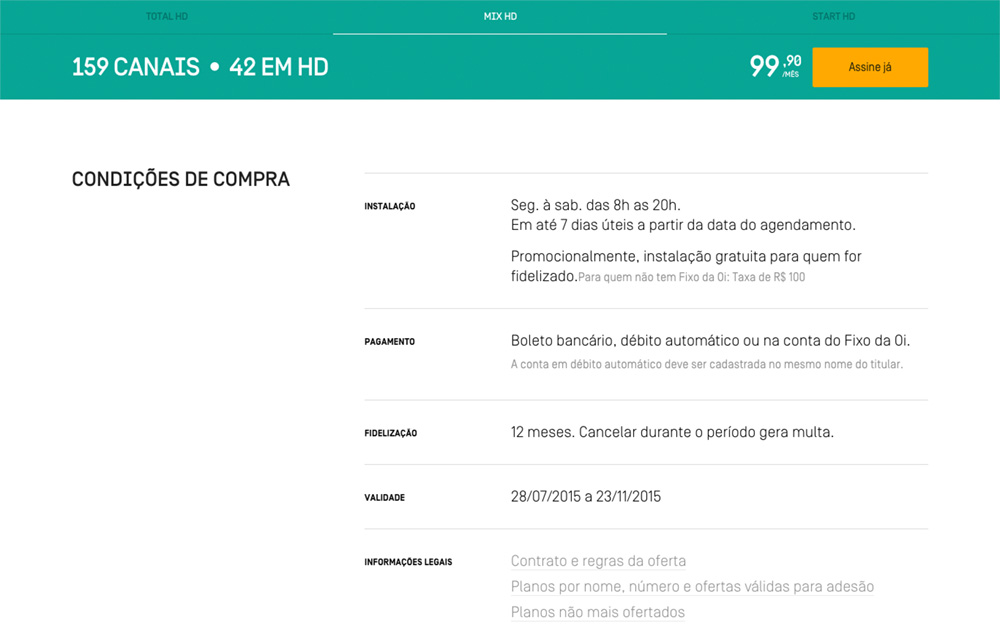 TOTAL HD
MIX HD
START HD
159 CANAIS • 42 EM HD
99,90
/MÊS
Assine já
CONDIÇÕES DE COMPRA
INSTALAÇÃO
Seg. à sab. das 8h as 20h.
Em até 7 dias úteis a partir da data do agendamento.
Promocionalmente, instalação gratuita para quem for
fidelizado.Para quem não tem Fixo da Oi: Taxa de R$ 100
PAGAMENTO
Boleto bancário, débito automático ou na conta do Fixo da Oi.
A conta em débito automático deve ser cadastrada no mesmo nome do titular.
FIDELIZAÇÃO
12 meses. Cancelar durante o período gera multa.
VALIDADE
28/07/2015 a 23/11/2015
INFORMAÇÕES LEGAIS
Contrato e regras da oferta
Planos por nome, número e ofertas válidas para adesão
Planos não mais ofertados